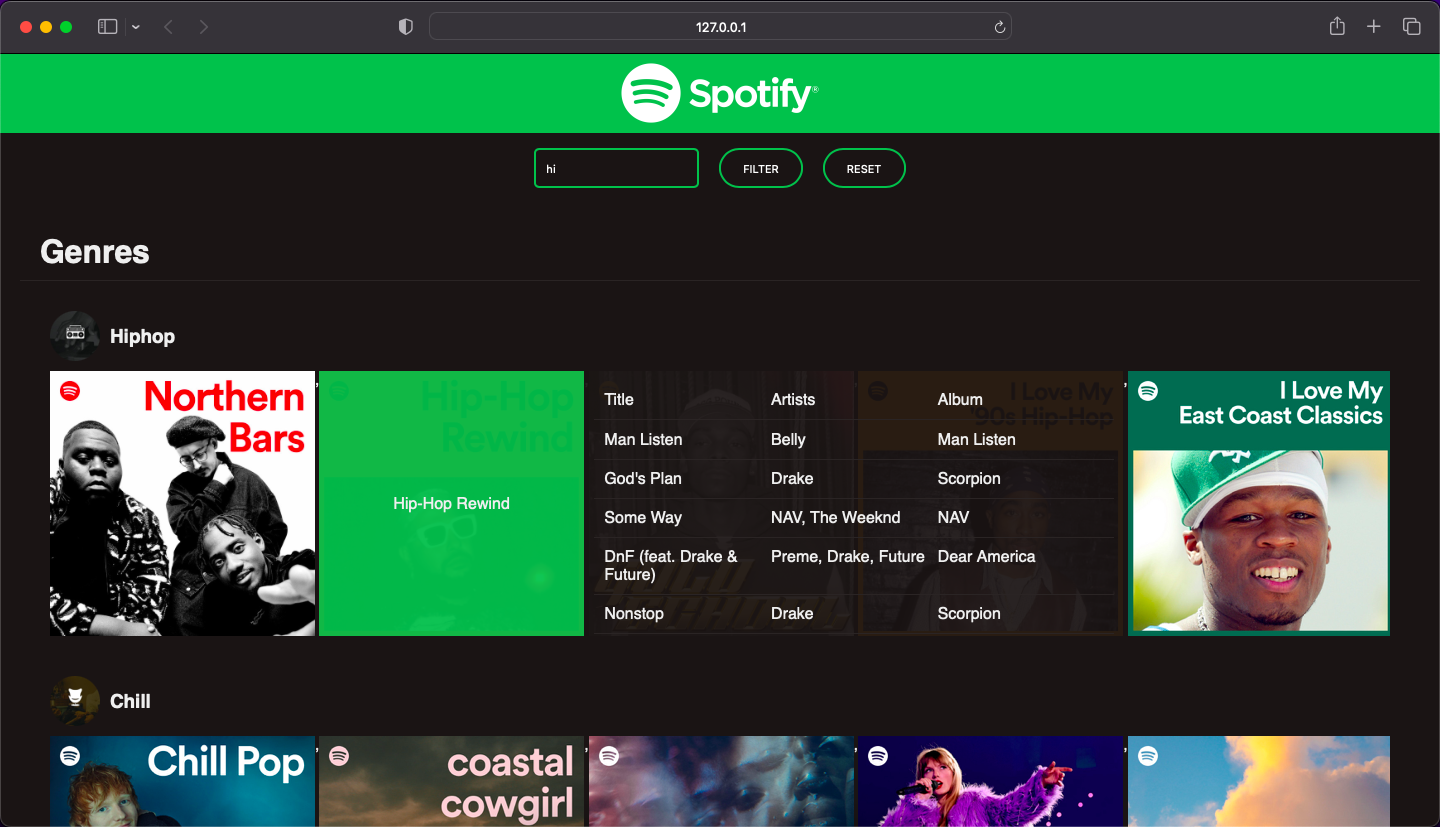 127.0.0.1
Spotify®
hi
FILTER
RESET
Genres
Hiphop
Northern
Bars
,
Hip-Hop
Rewind
Hip-Hop Rewind
I Love My
'90s Hip-Hop
Title Artists Album
Man Listen Belly Man Listen
God's Plan Drake Scorpion
Some Way NAV, The Weeknd NAV
DnF (feat. Drake & Preme, Drake, Future Dear America
Future)
Nonstop Drake Scorpion
,
I Love My
East Coast Classics
Chill
Chill Pop
,
coastal
cowgirl
,
,
,